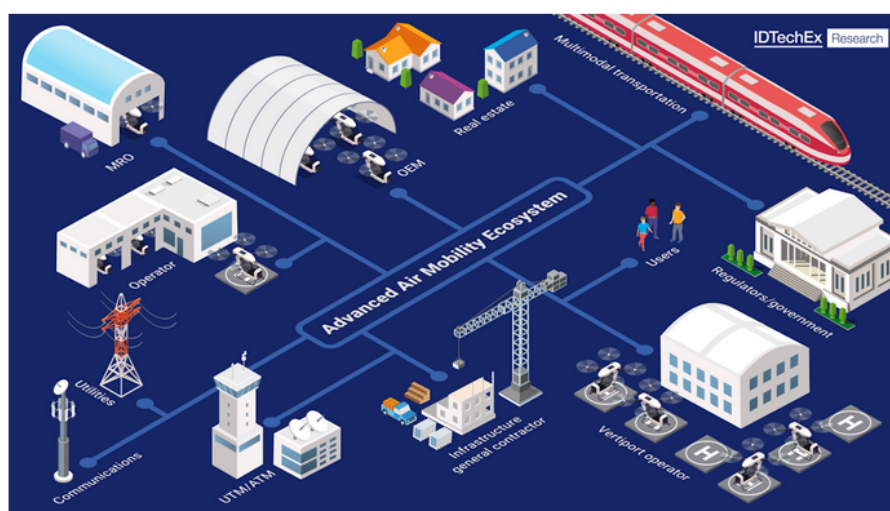 IDTechEx Research
Multimodal transportation
Real estate
MRO
OEM
Advanced Air Mobility Ecosystem
Operator
Users
Regulators/government
Utilities
Communications
UTM/ATM
Infrastructure
general contractor
Vertiport operator
H
H